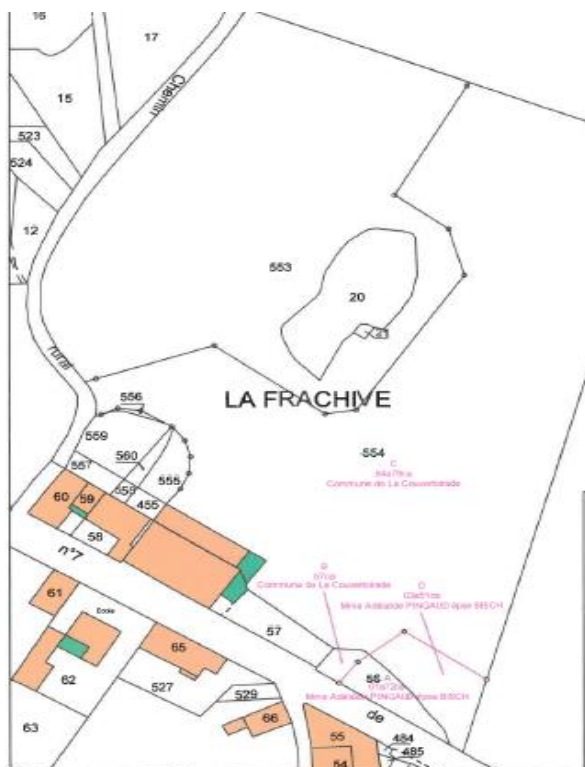 16
17
Chemin
15
523
524
12
553
20
rural
556
LA FRACHIVE
559
560
554
C
Commune de La Couvertoirade
557
555
558
455
60
59
58
n°7
B
Commune de La Couvertoirade
D
Mme Adélaïde PINGAUD épse BISCH
61
Ecole
57
65
56 A
Mme Adélaïde PINGAUD épse BISCH
62
527
529
de
63
66
55
484
485
54